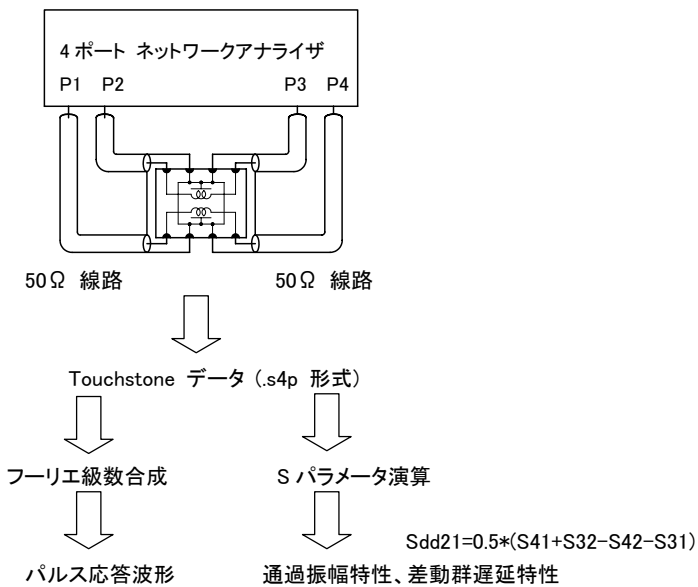 4ポート ネットワークアナライザ
P1 P2 P3 P4
50Ω 線路 50Ω 線路
Touchstone データ (.s4p 形式)
フーリエ級数合成 Sパラメータ演算
Sdd21=0.5*(S41+S32-S42-S31)
パルス応答波形 通過振幅特性、差動群遅延特性